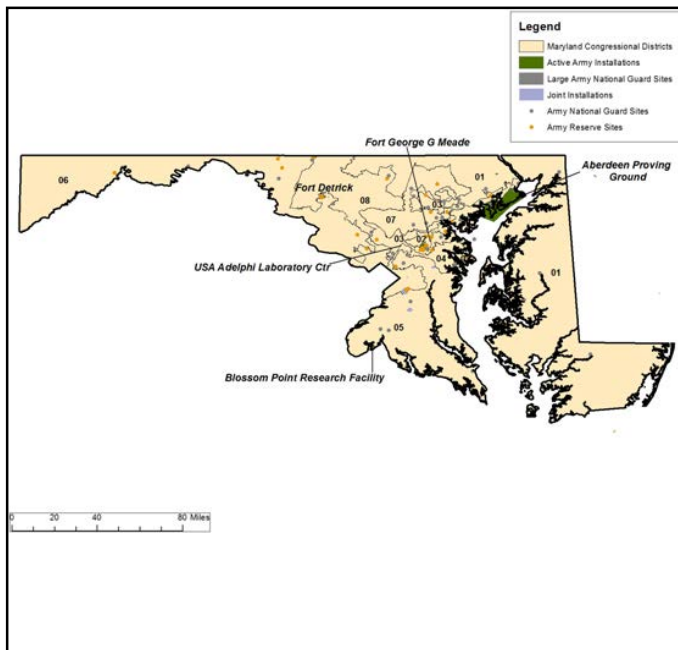 Legend
Maryland Congressional Districts
Active Army Installations
Large Army National Guard Sites
Joint Installations
Army National Guard Sites
Army Reserve Sites
Fort George G Meade
Aberdeen Proving
Ground
06
01
Fort Detrick
08
03
07
03
07
USA Adelphi Laboratory Ctr
04
01
05
Blossom Point Research Facility
0 20 40 80 Miles